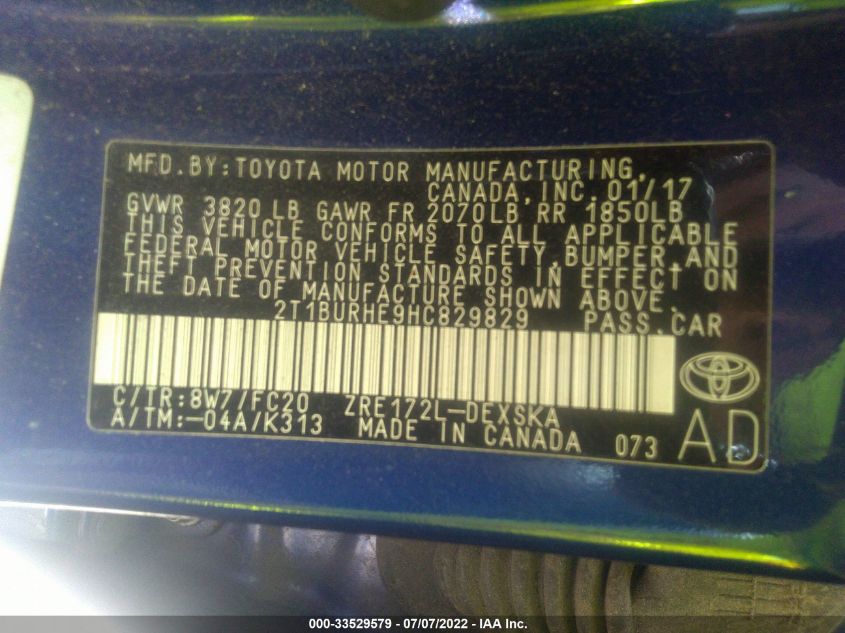 MFD.BY:TOYOTA MOTOR MANUFACTURING,
CANADA,INC.01/17
GVWR 3820 LB GAWR FR 2070LB RR 1850LB
THIS VEHICLE CONFORMS TO ALL APPLICABLE
FEDERAL MOTOR VEHICLE SAFETY,BUMPER,AND
THEFT PREVENTION STANDARDS IN EFFECT ON
THE DATE OF MANUFACTURE SHOWN ABOVE.
2T1BURHE9HC829829 PASS.CAR
C/TR:8W7/FC20 ZRE172L-DEXSKA
A/TM:-04A/K313 MADE IN CANADA 073 AD
000-33529579 — 07/07/2022 — IAA Inc.